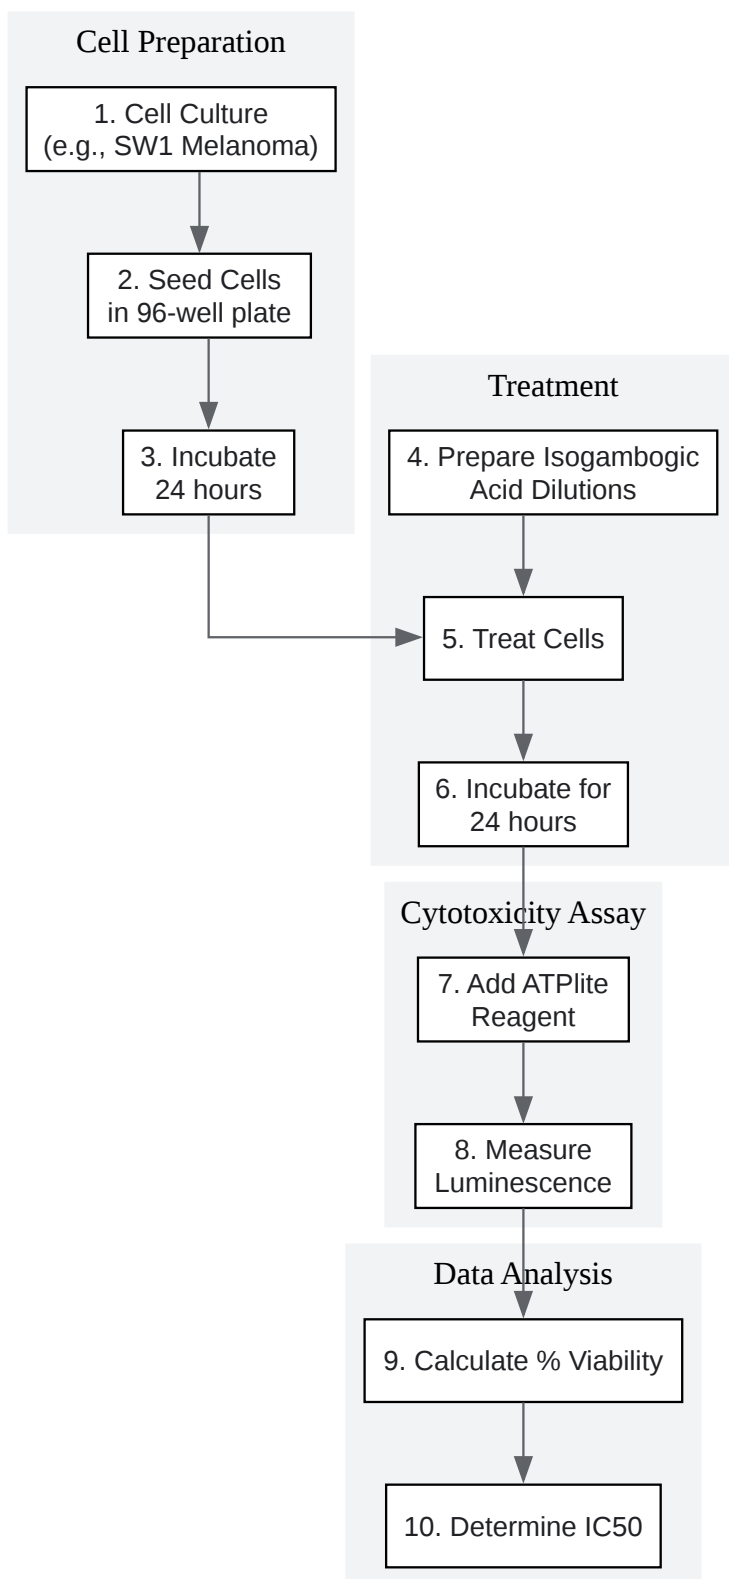 Cell Preparation
1. Cell Culture
(e.g., SW1 Melanoma)
2. Seed Cells
in 96-well plate
3. Incubate
24 hours
Treatment
4. Prepare Isogambogic
Acid Dilutions
5. Treat Cells
6. Incubate for
24 hours
Cytotoxicity Assay
7. Add ATPlite
Reagent
8. Measure
Luminescence
Data Analysis
9. Calculate % Viability
10. Determine IC50